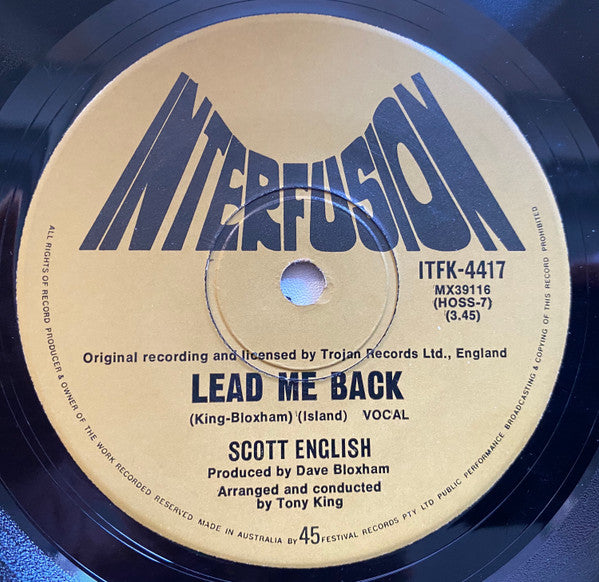 INTERFUSION
ITFK-4417
MX39116
(HOSS-7)
(3.45)
Original recording and licensed by Trojan Records Ltd., England
LEAD ME BACK
(King-Bloxham) (Island) VOCAL
SCOTT ENGLISH
Produced by Dave Bloxham
Arranged and conducted
by Tony King
ALL RIGHTS OF RECORD PRODUCER & OWNER OF THE WORK RECORDED RESERVED MADE IN AUSTRALIA BY 45 FESTIVAL RECORDS PTY. LTD PUBLIC PERFORMANCE BROADCASTING & COPYING OF THIS RECORD PROHIBITED